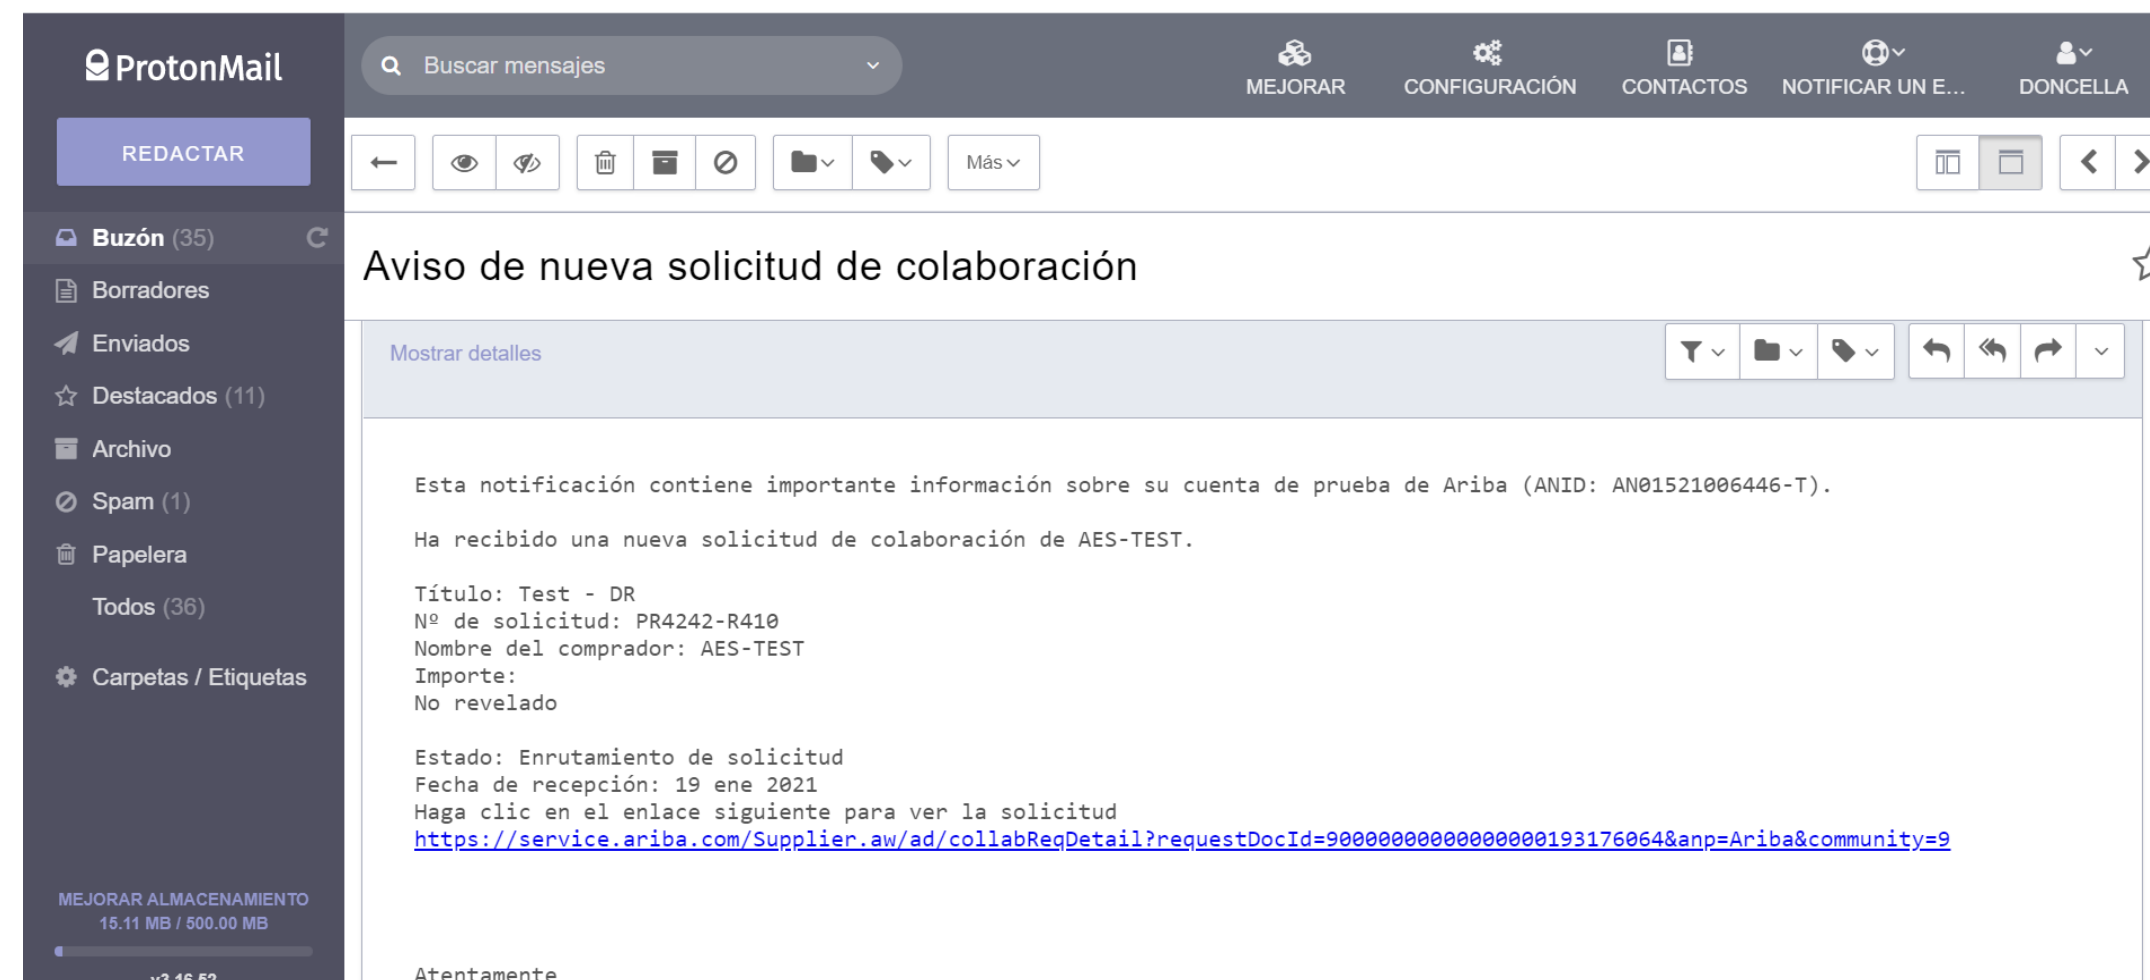 ProtonMail
Buscar mensajes
MEJORAR
CONFIGURACIÓN
CONTACTOS
NOTIFICAR UN E...
DONCELLA
REDACTAR
Más
Buzón (35)
Borradores
Enviados
Destacados (11)
Archivo
Spam (1)
Papelera
Todos (36)
Carpetas / Etiquetas
MEJORAR ALMACENAMIENTO
15.11 MB / 500.00 MB
v3.16.52
Aviso de nueva solicitud de colaboración
Mostrar detalles
Esta notificación contiene importante información sobre su cuenta de prueba de Ariba (ANID: AN01521006446-T).
Ha recibido una nueva solicitud de colaboración de AES-TEST.
Título: Test - DR
Nº de solicitud: PR4242-R410
Nombre del comprador: AES-TEST
Importe:
No revelado
Estado: Enrutamiento de solicitud
Fecha de recepción: 19 ene 2021
Haga clic en el enlace siguiente para ver la solicitud
https://service.ariba.com/Supplier.aw/ad/collabReqDetail?requestDocId=90000000000000000193176064&anp=Ariba&community=9
Atentamente